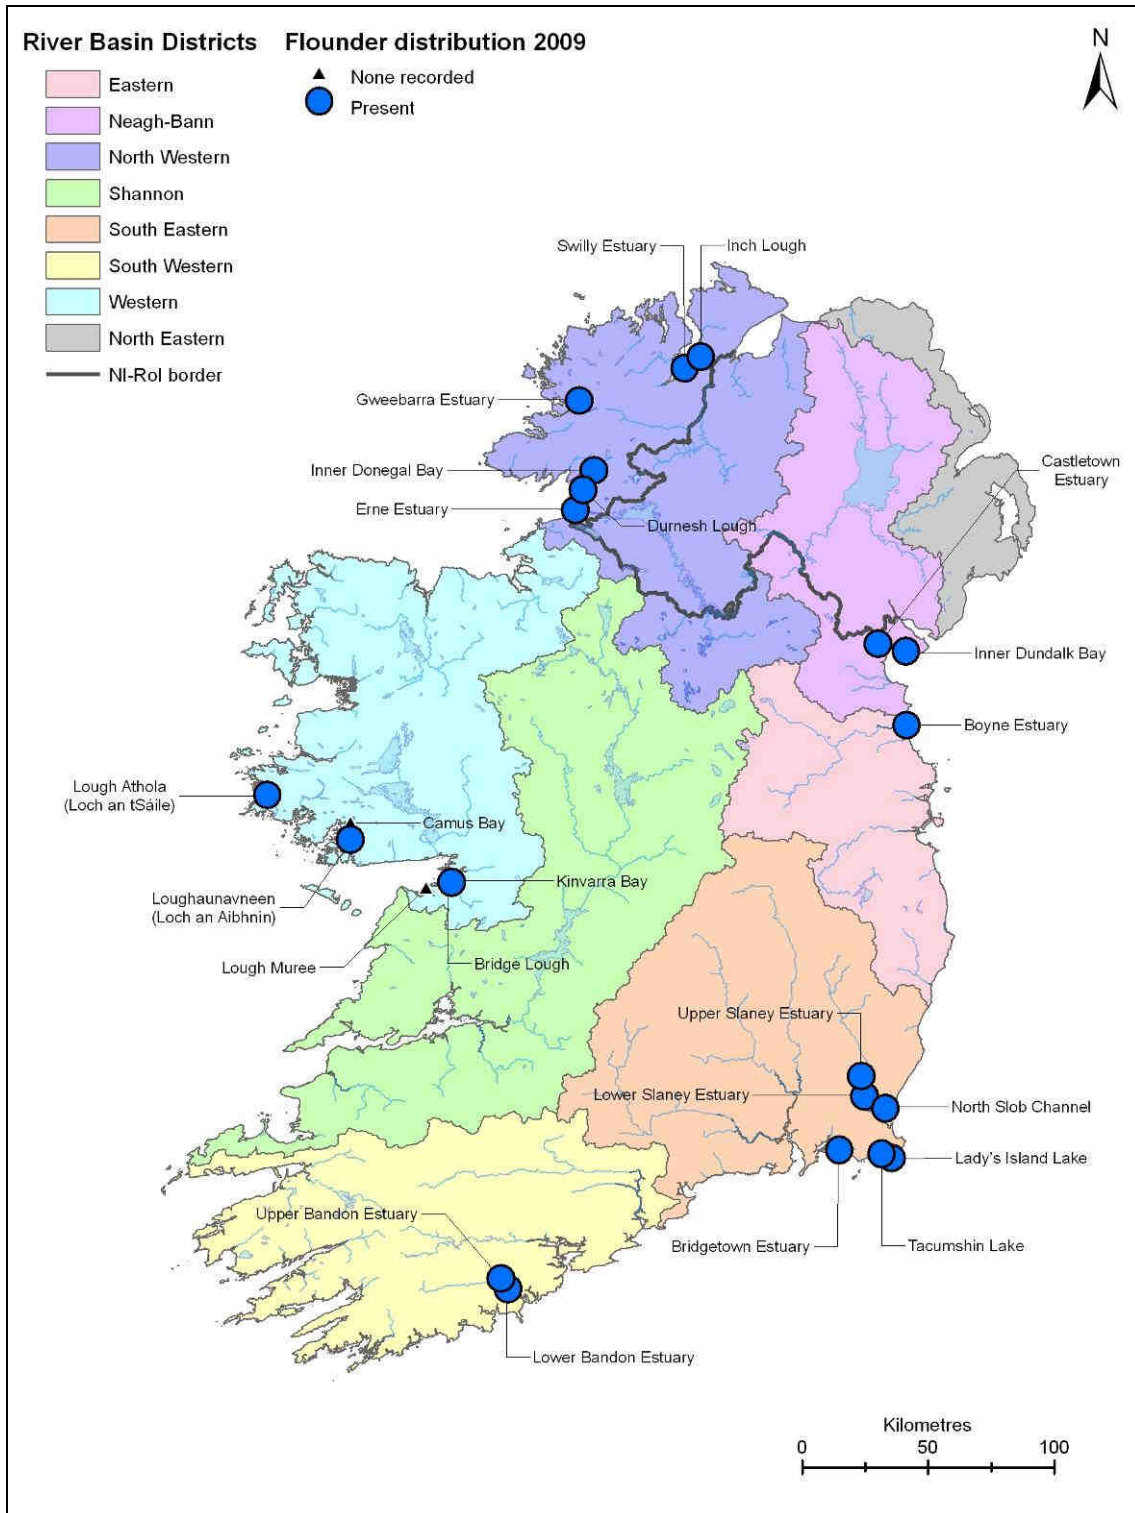 River Basin Districts
Flounder distribution 2009
None recorded
Present
Eastern
Neagh-Bann
North Western
Shannon
South Eastern
South Western
Western
North Eastern
NI-RoI border
N
Swilly Estuary
Inch Lough
Gweebarra Estuary
Inner Donegal Bay
Castletown
Estuary
Erne Estuary
Durnesh Lough
Inner Dundalk Bay
Boyne Estuary
Lough Athola
(Loch an tSáile)
Camus Bay
Kinvarra Bay
Loughaunavneen
(Loch an Aibhnin)
Lough Muree
Bridge Lough
Upper Slaney Estuary
Lower Slaney Estuary
North Slob Channel
Lady's Island Lake
Upper Bandon Estuary
Bridgetown Estuary
Tacumshin Lake
Lower Bandon Estuary
Kilometres
0 50 100